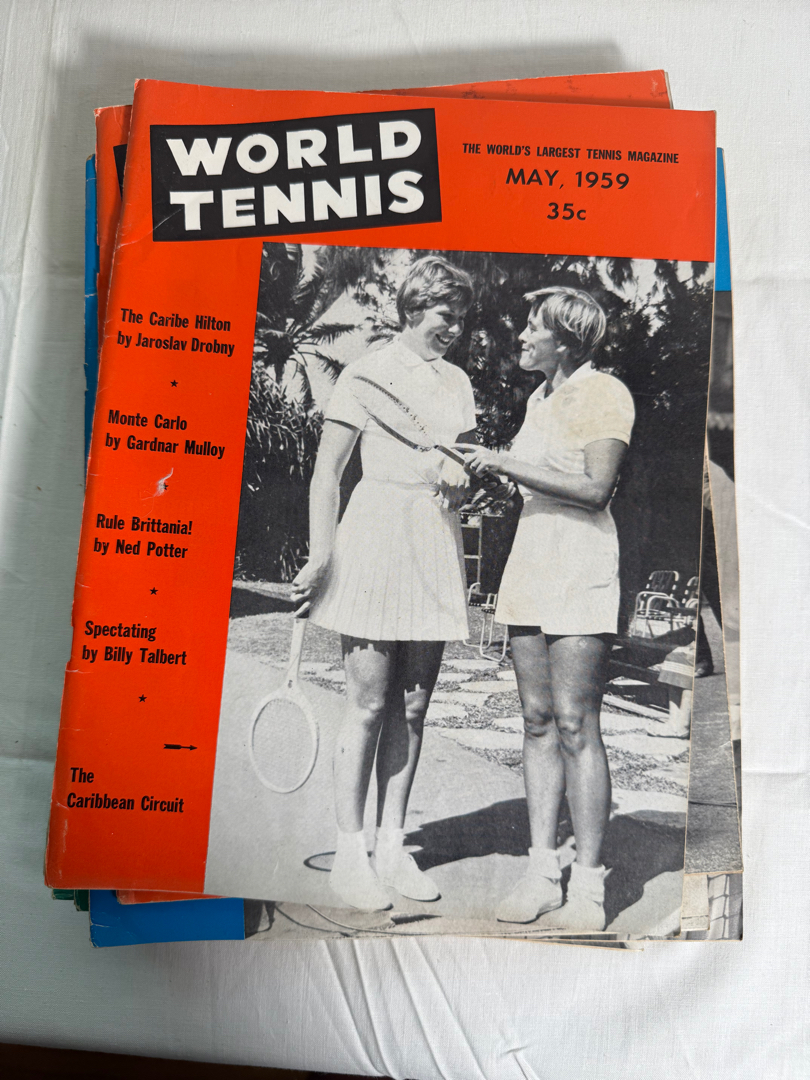 WORLD
TENNIS
THE WORLD'S LARGEST TENNIS MAGAZINE
MAY, 1959
35c
The Caribe Hilton
by Jaroslav Drobny
Monte Carlo
by Gardnar Mulloy
Rule Brittania!
by Ned Potter
Spectating
by Billy Talbert
The
Caribbean Circuit